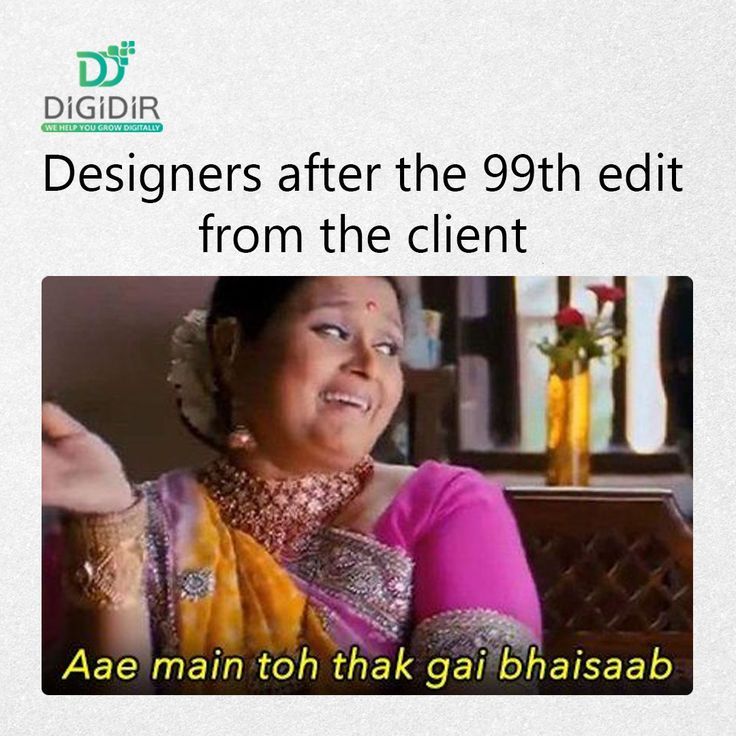 DiGiDiR
WE HELP YOU GROW DIGITALLY
Designers after the 99th edit
from the client
Aae main toh thak gai bhaisaab